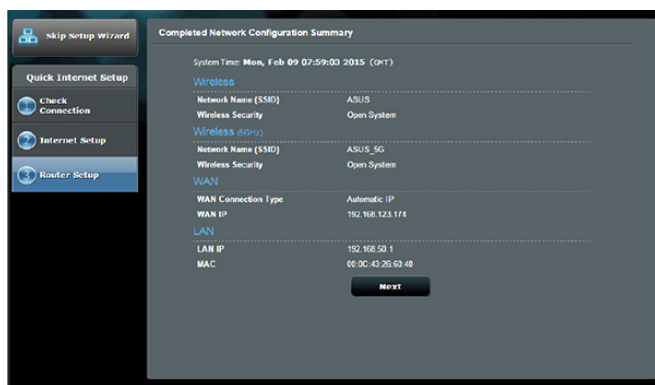 Skip Setup Wizard
Quick Internet Setup
1 Check Connection
2 Internet Setup
3 Router Setup
Completed Network Configuration Summary
System Time: Mon, Feb 09 07:59:03 2015 (GMT)
Wireless
Network Name (SSID) ASUS
Wireless Security Open System
Wireless (5GHz)
Network Name (SSID) ASUS_5G
Wireless Security Open System
WAN
WAN Connection Type Automatic IP
WAN IP 192.168.123.174
LAN
LAN IP 192.168.50.1
MAC 00:0C:43:26:60:40
Next